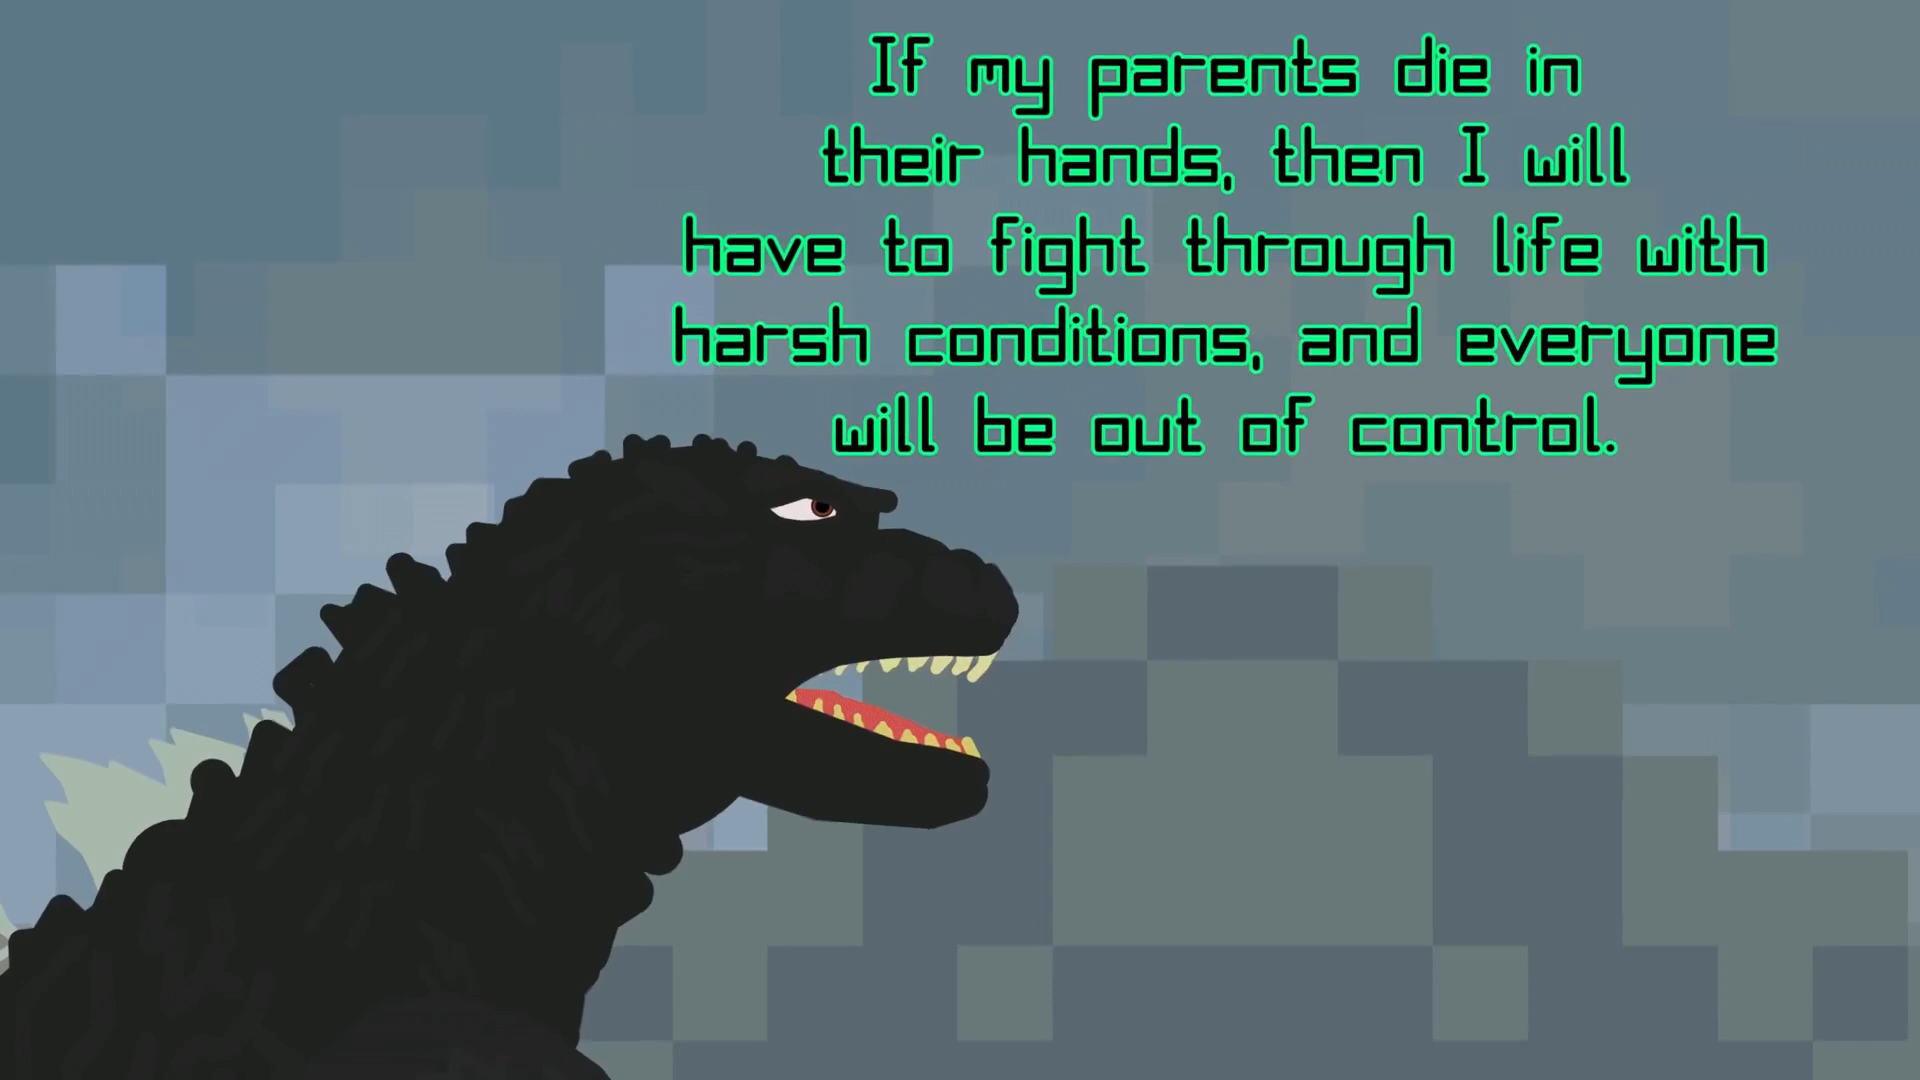 If my parents die in
their hands, then I will
have to fight through life with
harsh conditions, and everyone
will be out of control.